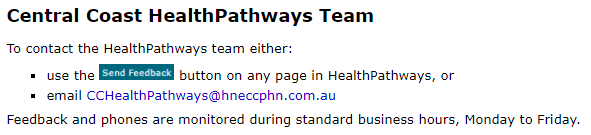 Central Coast HealthPathways Team
To contact the HealthPathways team either:
▪ use the Send Feedback button on any page in HealthPathways, or
▪ email CCHealthPathways@hneccphn.com.au
Feedback and phones are monitored during standard business hours, Monday to Friday.